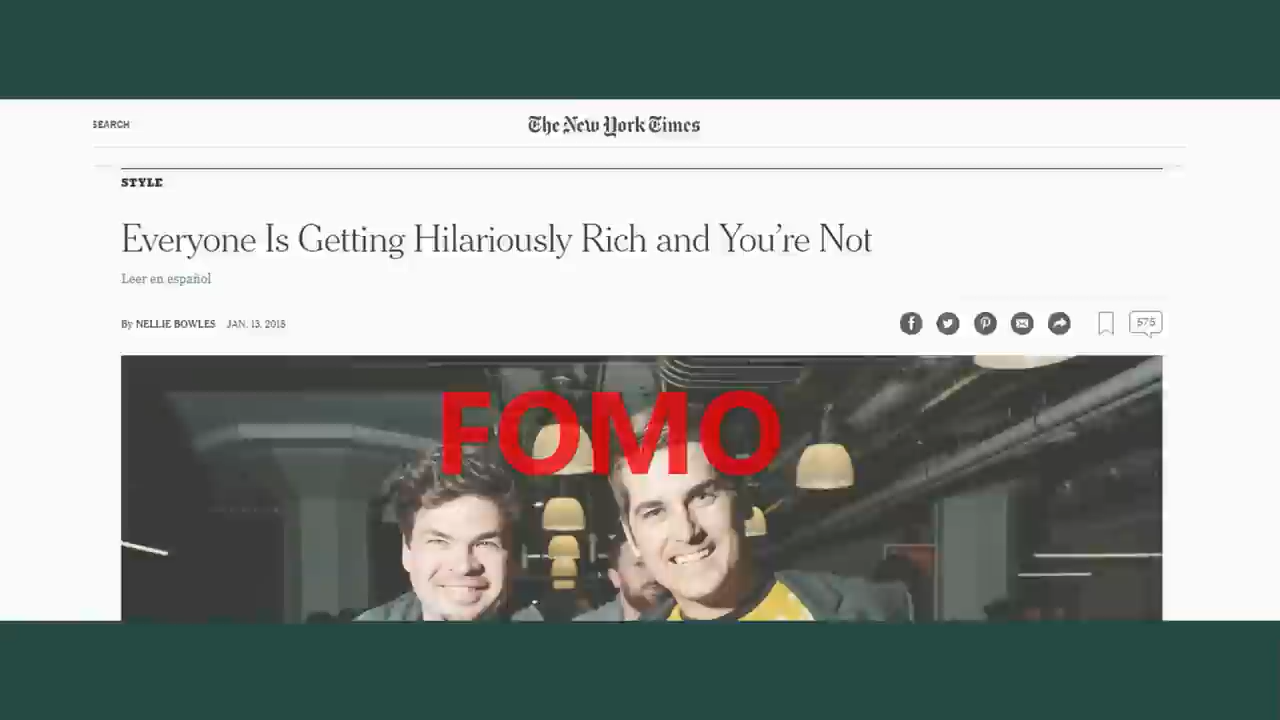 SEARCH
The New York Times
STYLE
Everyone Is Getting Hilariously Rich and You're Not
Leer en español
By NELLIE BOWLES JAN. 13, 2018
575
FOMO